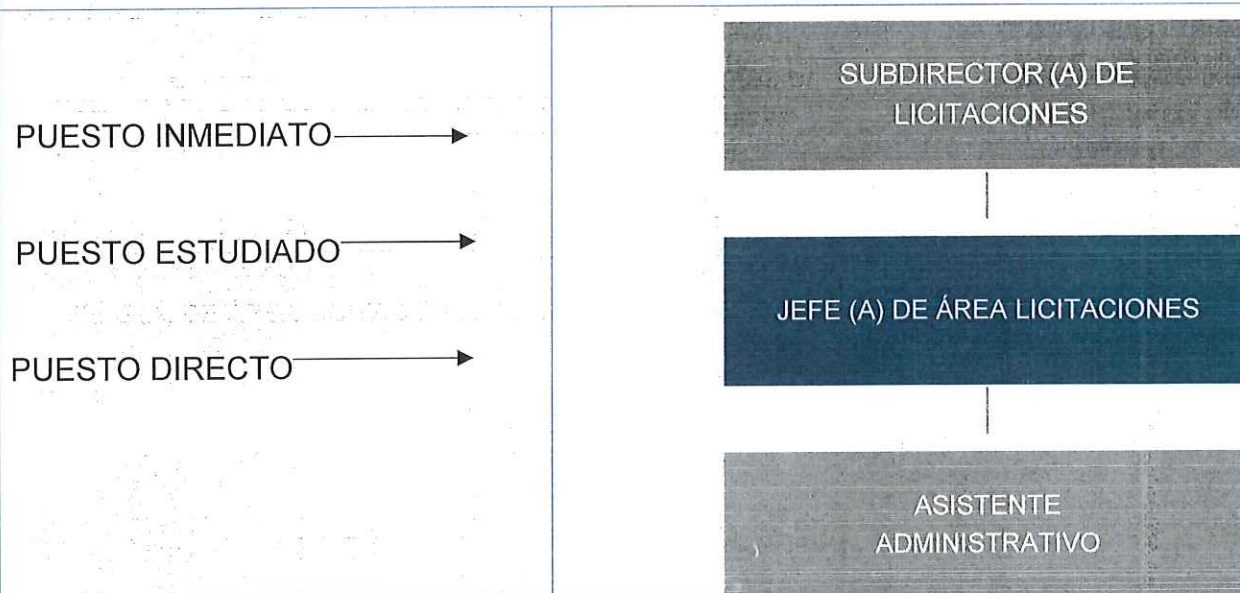 PUESTO INMEDIATO
PUESTO ESTUDIADO
PUESTO DIRECTO
SUBDIRECTOR (A) DE
LICITACIONES
JEFE (A) DE ÁREA LICITACIONES
ASISTENTE
ADMINISTRATIVO